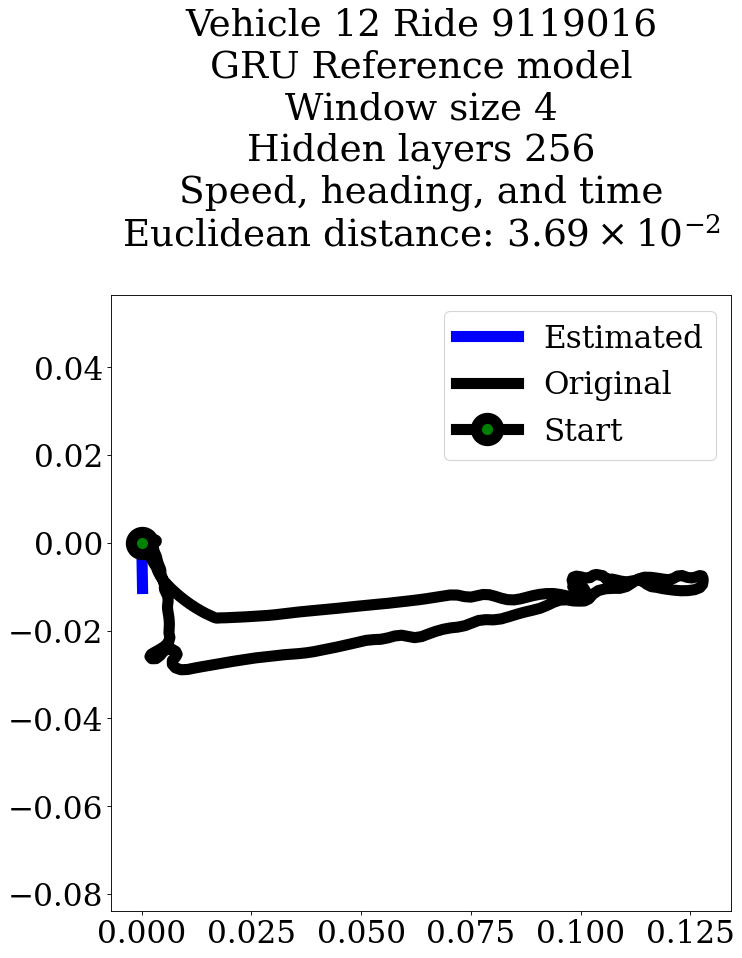 Vehicle 12 Ride 9119016
GRU Reference model
Window size 4
Hidden layers 256
Speed, heading, and time
Euclidean distance: 3.69 × 10⁻²
Estimated
Original
Start
0.04
0.02
0.00
−0.02
−0.04
−0.06
−0.08
0.000 0.025 0.050 0.075 0.100 0.125